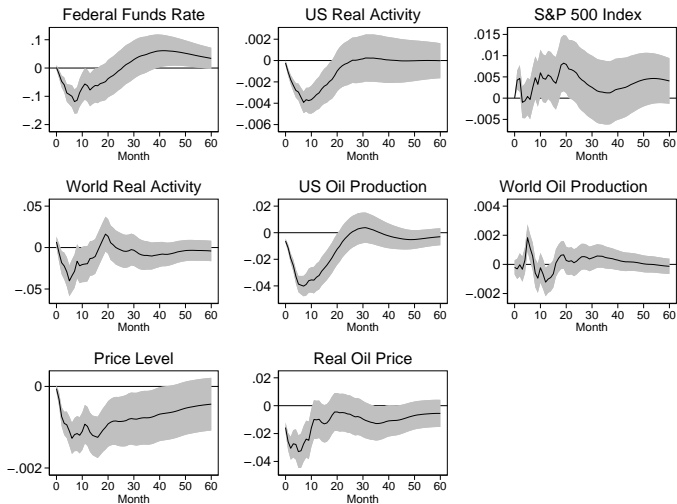 Federal Funds Rate
.1
0
−.1
−.2
0 10 20 30 40 50 60
Month
US Real Activity
.002
0
−.002
−.004
−.006
0 10 20 30 40 50 60
Month
S&P 500 Index
.015
.01
.005
0
−.005
0 10 20 30 40 50 60
Month
World Real Activity
.05
0
−.05
0 10 20 30 40 50 60
Month
US Oil Production
.02
0
−.02
−.04
0 10 20 30 40 50 60
Month
World Oil Production
.004
.002
0
−.002
0 10 20 30 40 50 60
Month
Price Level
0
−.002
0 10 20 30 40 50 60
Month
Real Oil Price
.02
0
−.02
−.04
0 10 20 30 40 50 60
Month